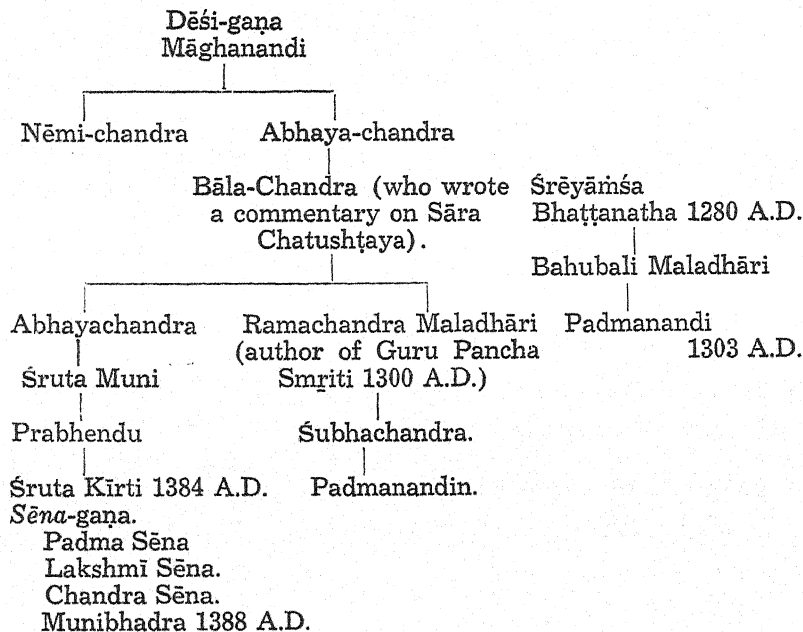 Dēśi-gaṇa
Māghanandi
Nēmi-chandra Abhaya-chandra
Bāla-Chandra (who wrote Śrēyāṁśa
a commentary on Sāra Bhaṭṭanatha 1280 A.D.
Chatushṭaya).
Bahubali Maladhāri
Abhayachandra Ramachandra Maladhāri Padmanandi
(author of Guru Pancha 1303 A.D.
Śruta Muni Smṟiti 1300 A.D.)
Prabhendu Śubhachandra.
Śruta Kīrti 1384 A.D. Padmanandin.
Sēna-gaṇa.
Padma Sēna
Lakshmī Sēna.
Chandra Sēna.
Munibhadra 1388 A.D.